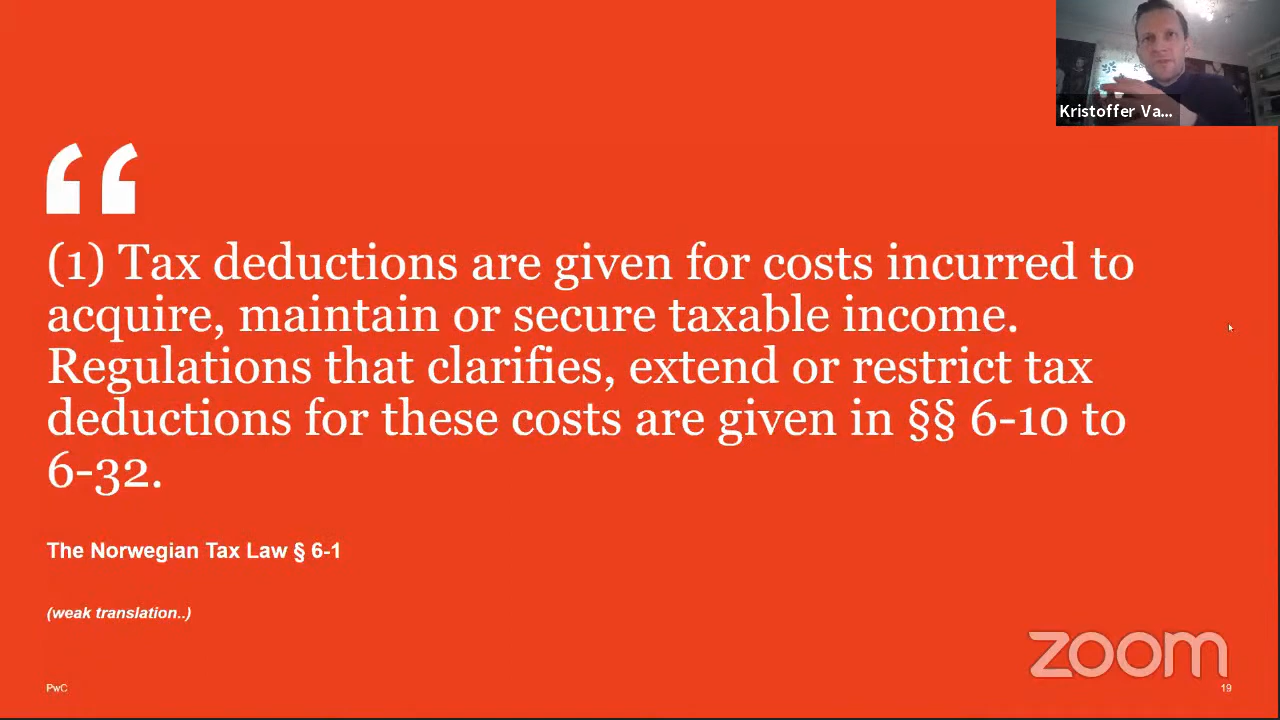 Kristoffer Va...
“
(1) Tax deductions are given for costs incurred to
acquire, maintain or secure taxable income.
Regulations that clarifies, extend or restrict tax
deductions for these costs are given in §§ 6-10 to
6-32.
The Norwegian Tax Law § 6-1
(weak translation..)
zoom
PwC
19